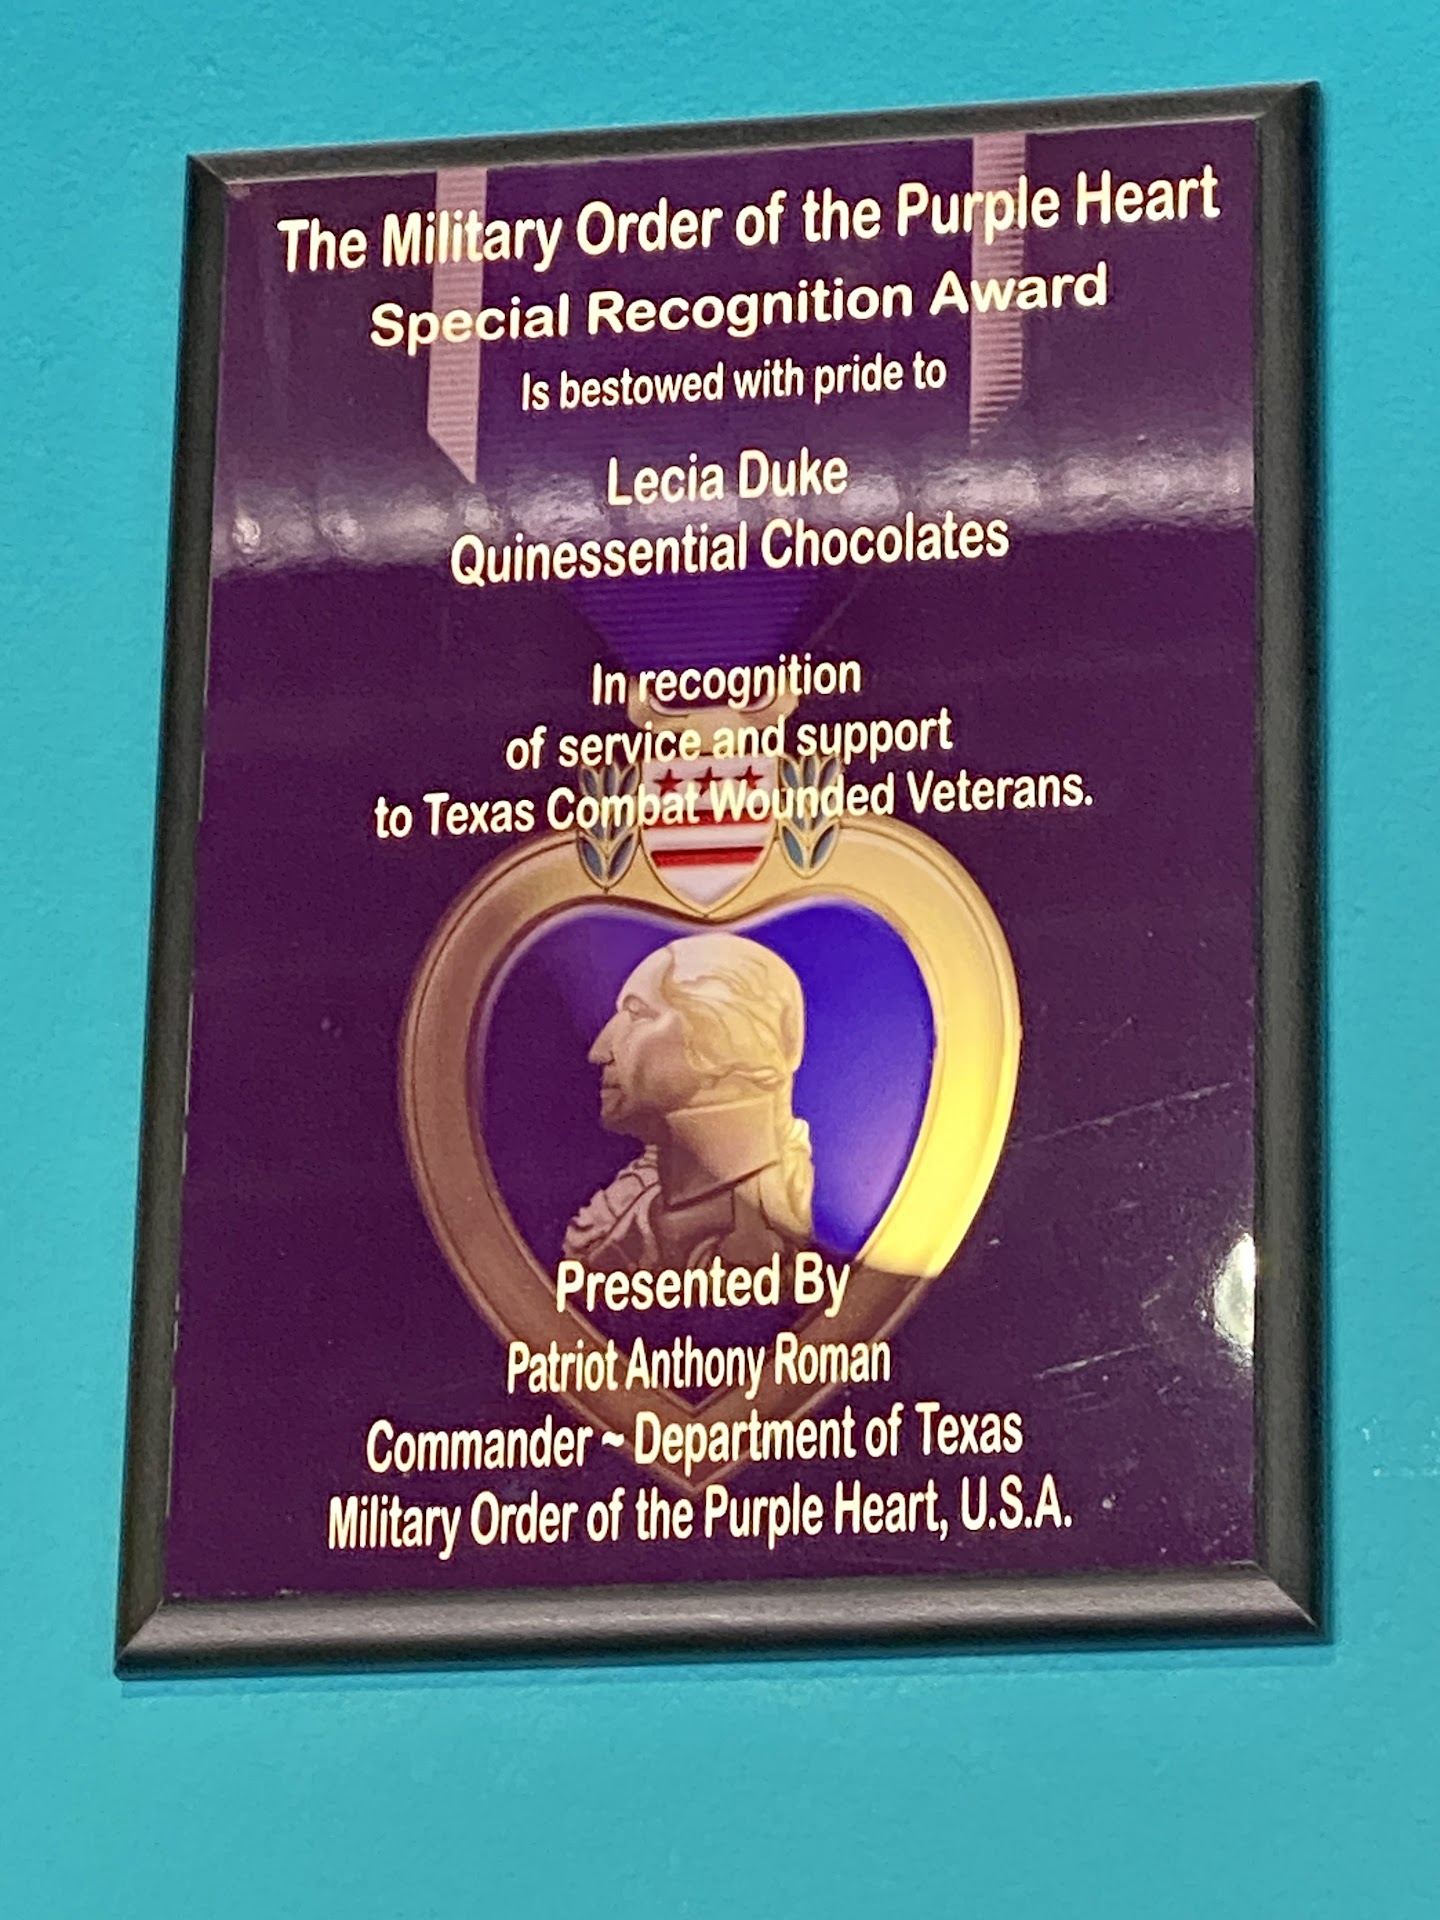 The Military Order of the Purple Heart
Special Recognition Award
Is bestowed with pride to
Lecia Duke
Quinessential Chocolates
In recognition
of service and support
to Texas Combat Wounded Veterans.
Presented By
Patriot Anthony Roman
Commander ~ Department of Texas
Military Order of the Purple Heart, U.S.A.